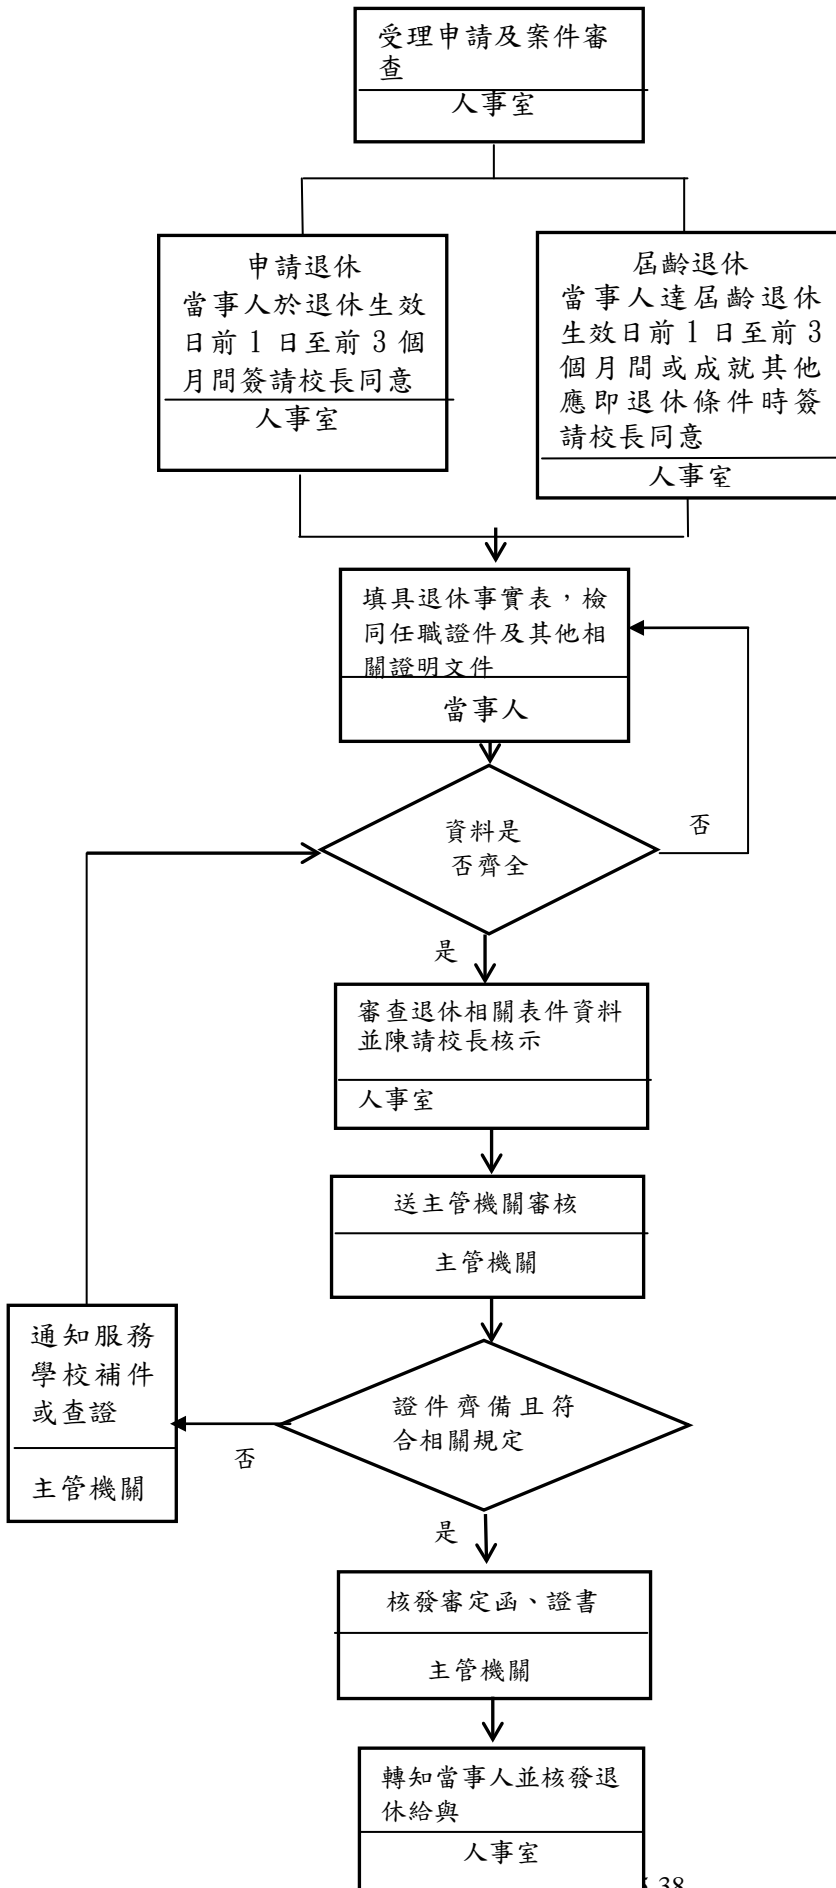 受理申請及案件審
查
人事室
申請退休
當事人於退休生效
日前1日至前3個
月間簽請校長同意
人事室
屆齡退休
當事人達屆齡退休
生效日前1日至前3
個月間或成就其他
應即退休條件時簽
請校長同意
人事室
填具退休事實表，檢
同任職證件及其他相
關證明文件
當事人
資料是
否齊全
否
是
審查退休相關表件資料
並陳請校長核示
人事室
送主管機關審核
主管機關
通知服務
學校補件
或查證
主管機關
否
證件齊備且符
合相關規定
是
核發審定函、證書
主管機關
轉知當事人並核發退
休給與
人事室
38